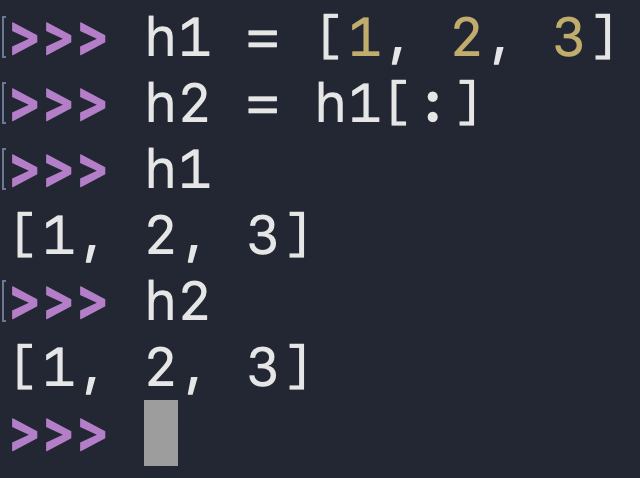 >>> h1 = [1, 2, 3]
>>> h2 = h1[:]
>>> h1
[1, 2, 3]
>>> h2
[1, 2, 3]
>>>